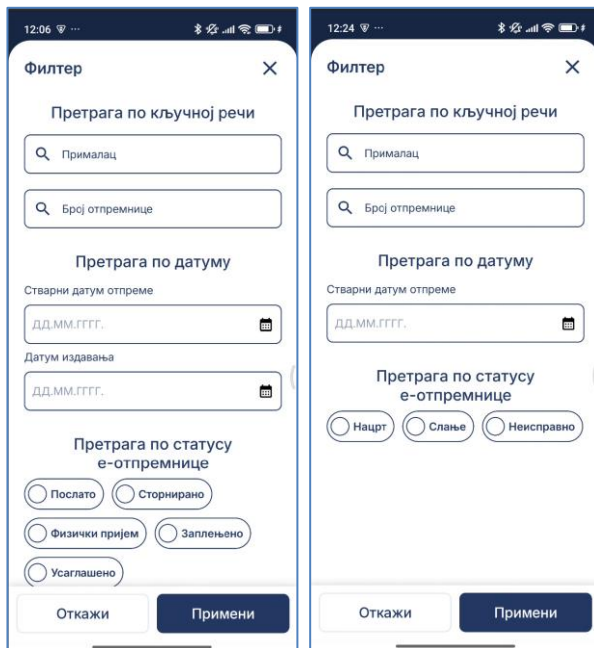 12:06
Филтер
Претрага по кључној речи
Прималац
Број отпремнице
Претрага по датуму
Стварни датум отпреме
ДД.ММ.ГГГГ.
Датум издавања
ДД.ММ.ГГГГ.
Претрага по статусу
е-отпремнице
Послато Сторнирано
Физички пријем Заплењено
Усаглашено
Откажи Примени
12:24
Филтер
Претрага по кључној речи
Прималац
Број отпремнице
Претрага по датуму
Стварни датум отпреме
ДД.ММ.ГГГГ.
Претрага по статусу
е-отпремнице
Нацрт Слање Неисправно
Откажи Примени